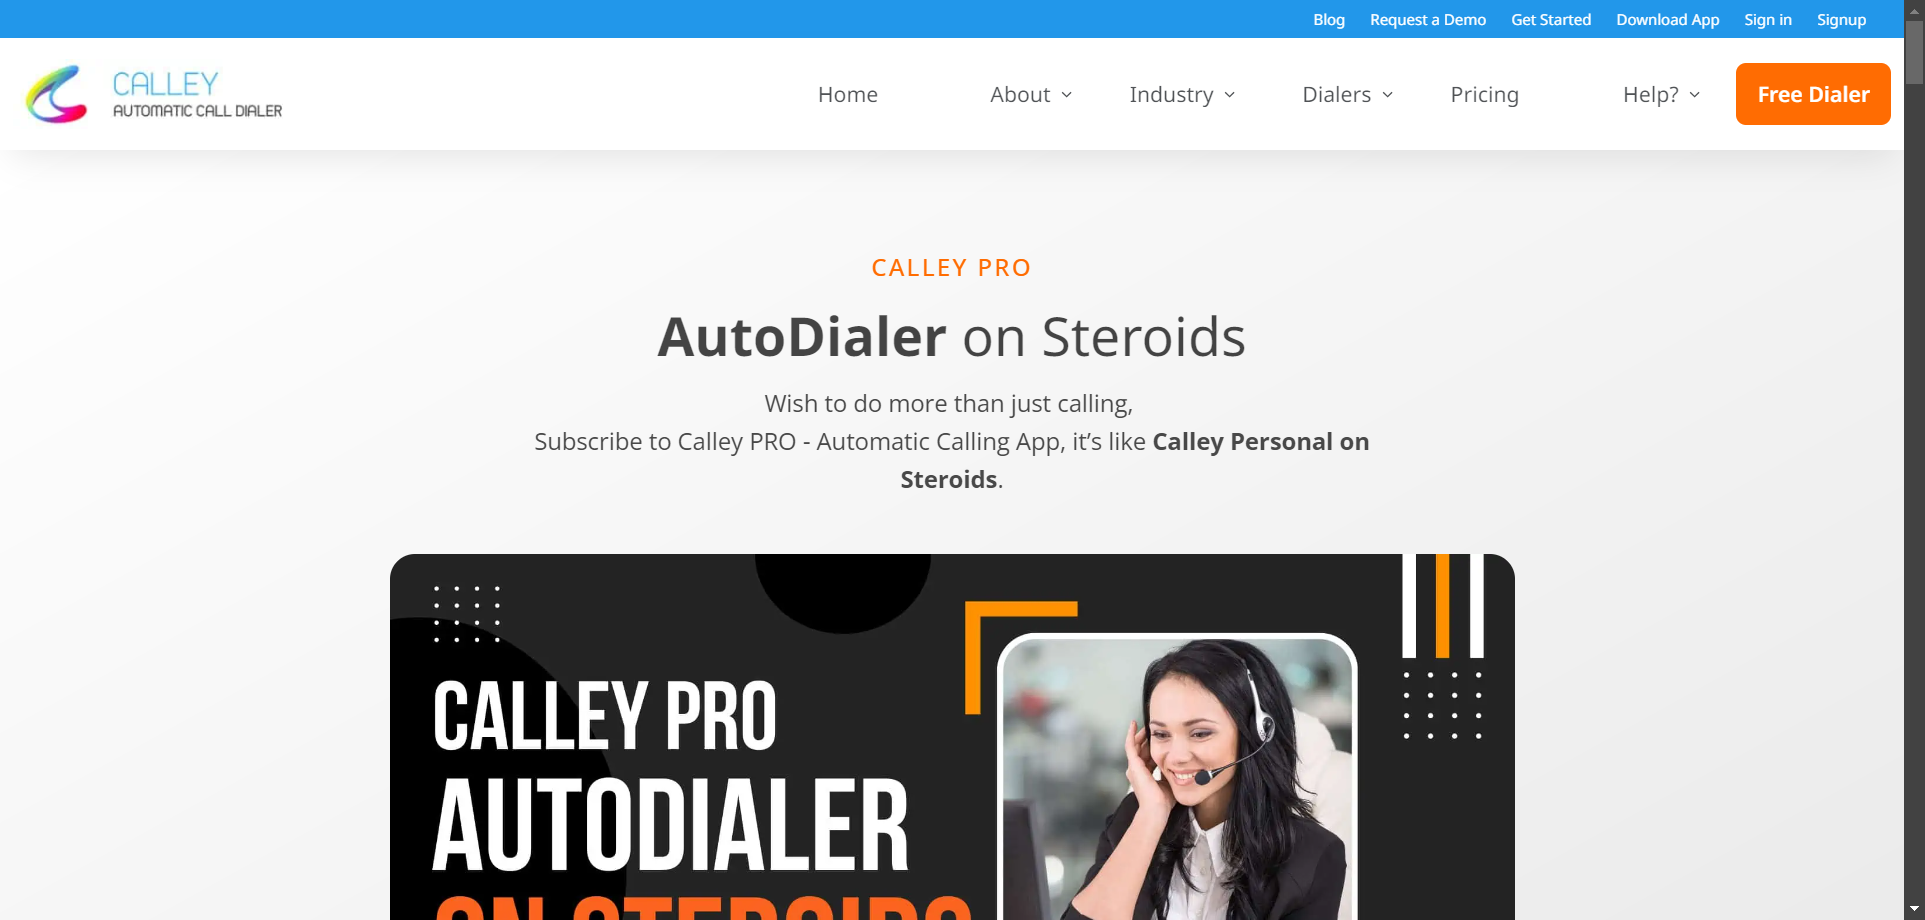 Blog Request a Demo Get Started Download App Sign in Signup
CALLEY
AUTOMATIC CALL DIALER
Home About Industry Dialers Pricing Help? Free Dialer
CALLEY PRO
AutoDialer on Steroids
Wish to do more than just calling,
Subscribe to Calley PRO - Automatic Calling App, it's like Calley Personal on
Steroids.
CALLEY PRO
AUTODIALER
ON STEROIDS